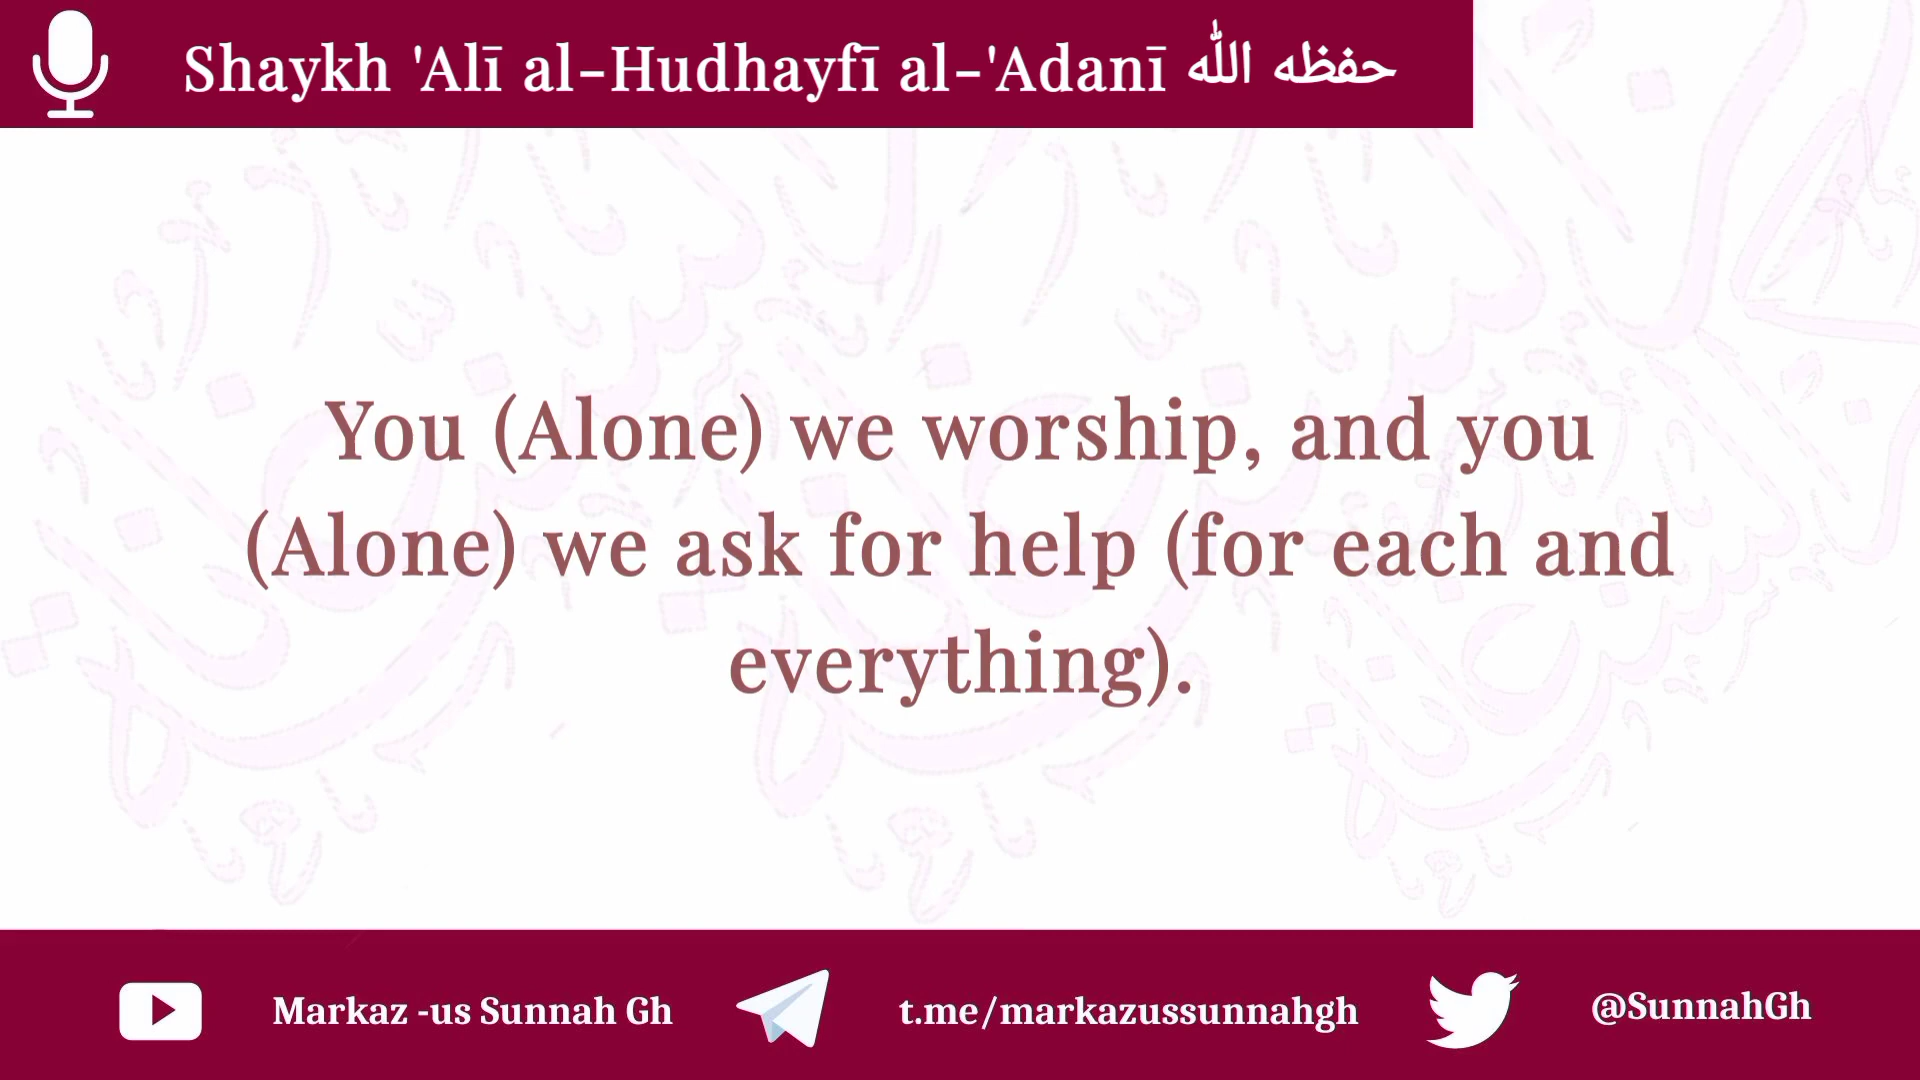 Shaykh 'Alī al-Hudhayfī al-'Adanī حفظه الله
You (Alone) we worship, and you
(Alone) we ask for help (for each and
everything).
Markaz -us Sunnah Gh
t.me/markazussunnahgh
@SunnahGh